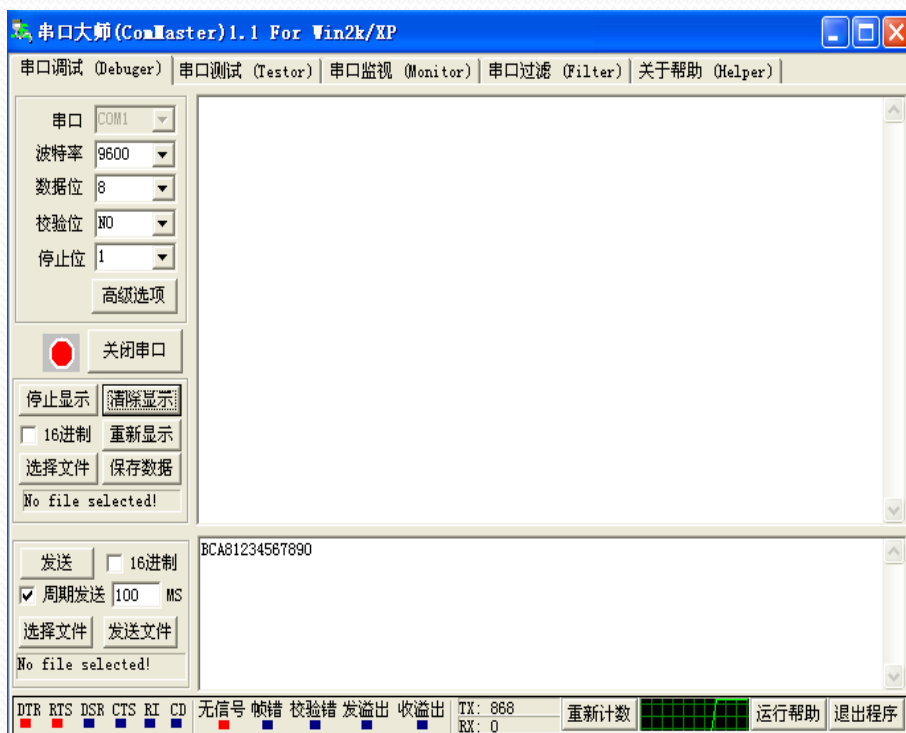 串口大师(ComMaster)1.1 For Win2k/XP
串口调试 (Debuger) 串口测试 (Testor) 串口监视 (Monitor) 串口过滤 (Filter) 关于帮助 (Helper)
串口 COM1
波特率 9600
数据位 8
校验位 NO
停止位 1
高级选项
关闭串口
停止显示 清除显示
16进制 重新显示
选择文件 保存数据
No file selected!
发送 16进制
周期发送 100 MS
选择文件 发送文件
No file selected!
BCA81234567890
DTR RTS DSR CTS RI CD 无信号 帧错 校验错 发溢出 收溢出 TX: 868 重新计数 运行帮助 退出程序
RX: 0